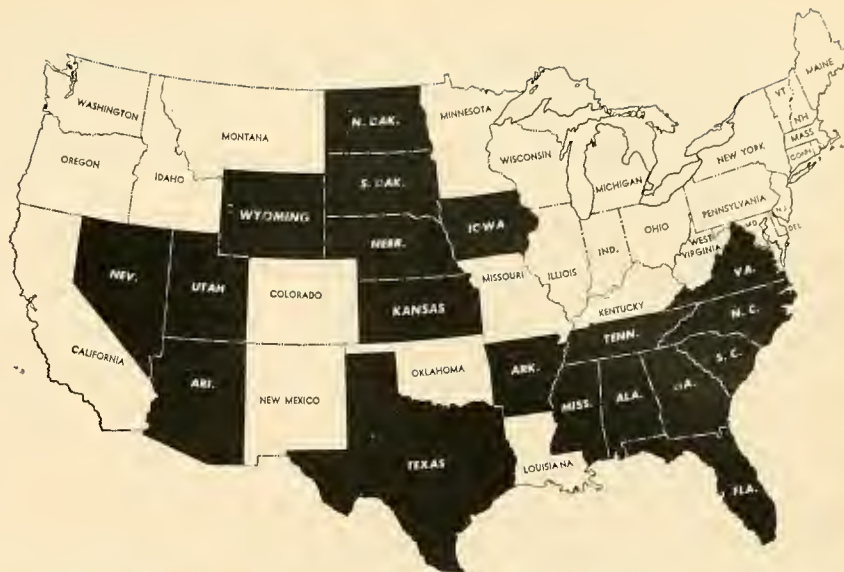 WASHINGTON
MONTANA
N. DAK.
MINNESOTA
MAINE
VT
NH
MASS
CONN
NEW YORK
OREGON
IDAHO
S. DAK.
WISCONSIN
MICHIGAN
WYOMING
IOWA
PENNSYLVANIA
N.J.
NEBR.
OHIO
MD.
DEL
NEV.
UTAH
COLORADO
KANSAS
MISSOURI
ILLIOIS
IND.
WEST
VIRGINIA
VA.
KENTUCKY
CALIFORNIA
ARI.
NEW MEXICO
OKLAHOMA
ARK.
TENN.
N. C.
S. C.
MISS.
ALA.
GA.
TEXAS
LOUISIANA
FLA.